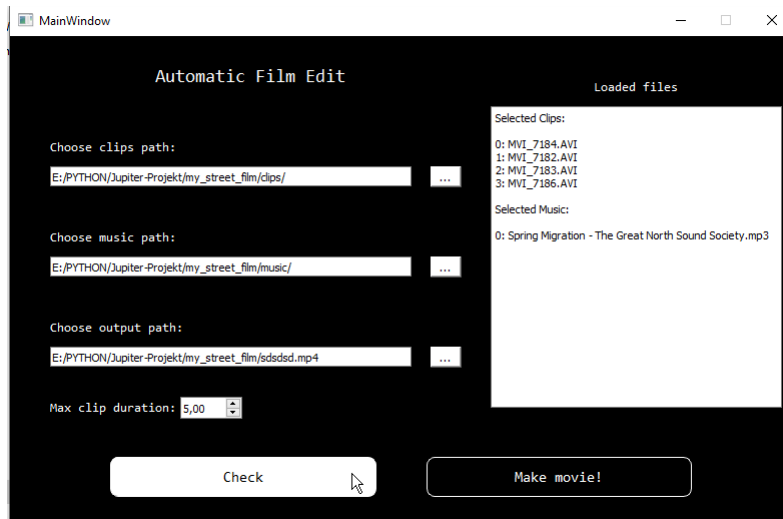 MainWindow
Automatic Film Edit
Loaded files
Choose clips path:
E:/PYTHON/Jupiter-Projekt/my_street_film/clips/
...
Choose music path:
E:/PYTHON/Jupiter-Projekt/my_street_film/music/
...
Choose output path:
E:/PYTHON/Jupiter-Projekt/my_street_film/sdsdsd.mp4
...
Max clip duration: 5,00
Selected Clips:
0: MVI_7184.AVI
1: MVI_7182.AVI
2: MVI_7183.AVI
3: MVI_7186.AVI
Selected Music:
0: Spring Migration - The Great North Sound Society.mp3
Check
Make movie!